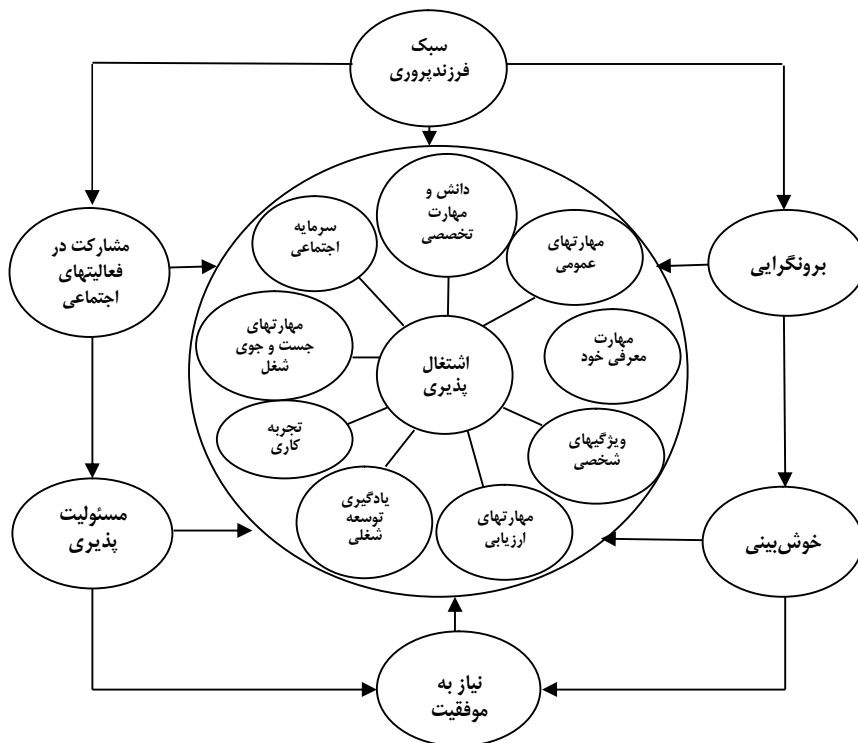 سبک
فرزندپروری
دانش و
مهارت
تخصصی
مهارتهای
عمومی
سرمایه
اجتماعی
برونگرایی
مشارکت در
فعالیتهای
اجتماعی
مهارت
معرفی خود
مهارتهای
جست و جوی
شغل
اشتغال
پذیری
ویژگیهای
شخصی
تجربه
کاری
مهارتهای
ارزیابی
یادگیری
توسعه
شغلی
خوش‌بینی
مسئولیت
پذیری
نیاز به
موفقیت